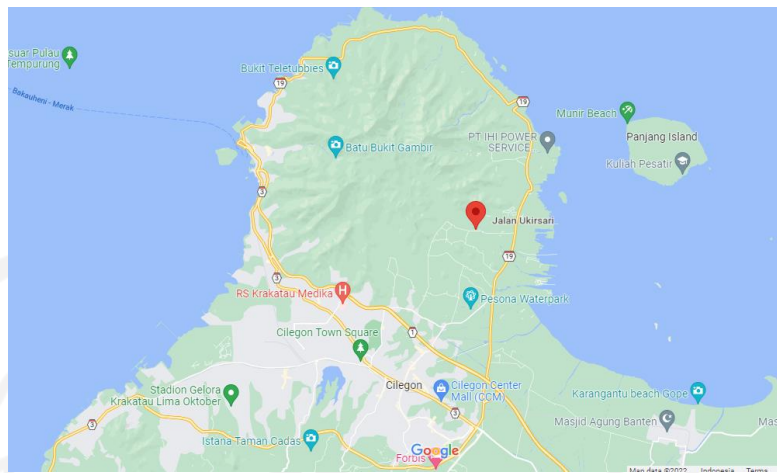 suar Pulau
Tempurung
Bukit Teletubbies
19
19
Bakauheni - Merak
Munir Beach
Panjang Island
PT IHI POWER
SERVICE
Batu Bukit Gambir
Kuliah Pesatir
3
Jalan Ukirsari
19
3
RS Krakatau Medika
H
Pesona Waterpark
Cilegon Town Square
1
Cilegon
Cilegon Center
Mall (CCM)
Stadion Gelora
Krakatau Lima Oktober
Karangantu beach Gope
3
3
Masjid Agung Banten
Mas
Istana Taman Cadas
Google
Forbis
Map data ©2022
Indonesia
Terms